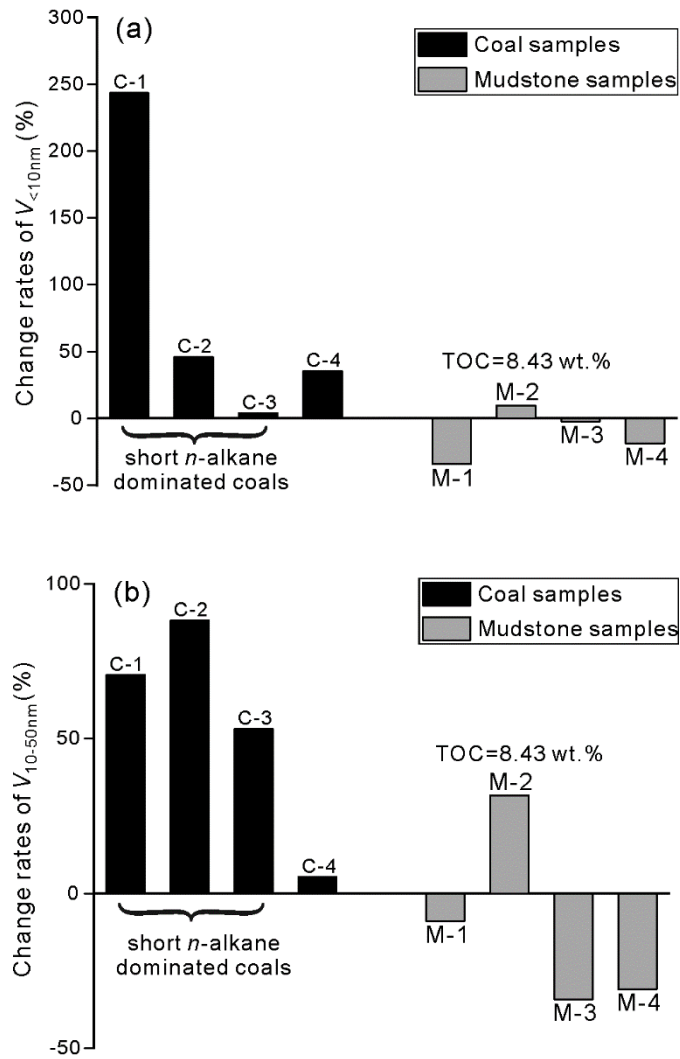 (a)
Coal samples
Mudstone samples
Change rates of V<10nm (%)
300
250
200
150
100
50
0
-50
C-1
C-2
C-3
C-4
TOC=8.43 wt.%
M-2
M-1
M-3
M-4
short n-alkane
dominated coals
(b)
Coal samples
Mudstone samples
Change rates of V10-50nm (%)
100
50
0
-50
C-1
C-2
C-3
C-4
TOC=8.43 wt.%
M-2
M-1
M-3
M-4
short n-alkane
dominated coals